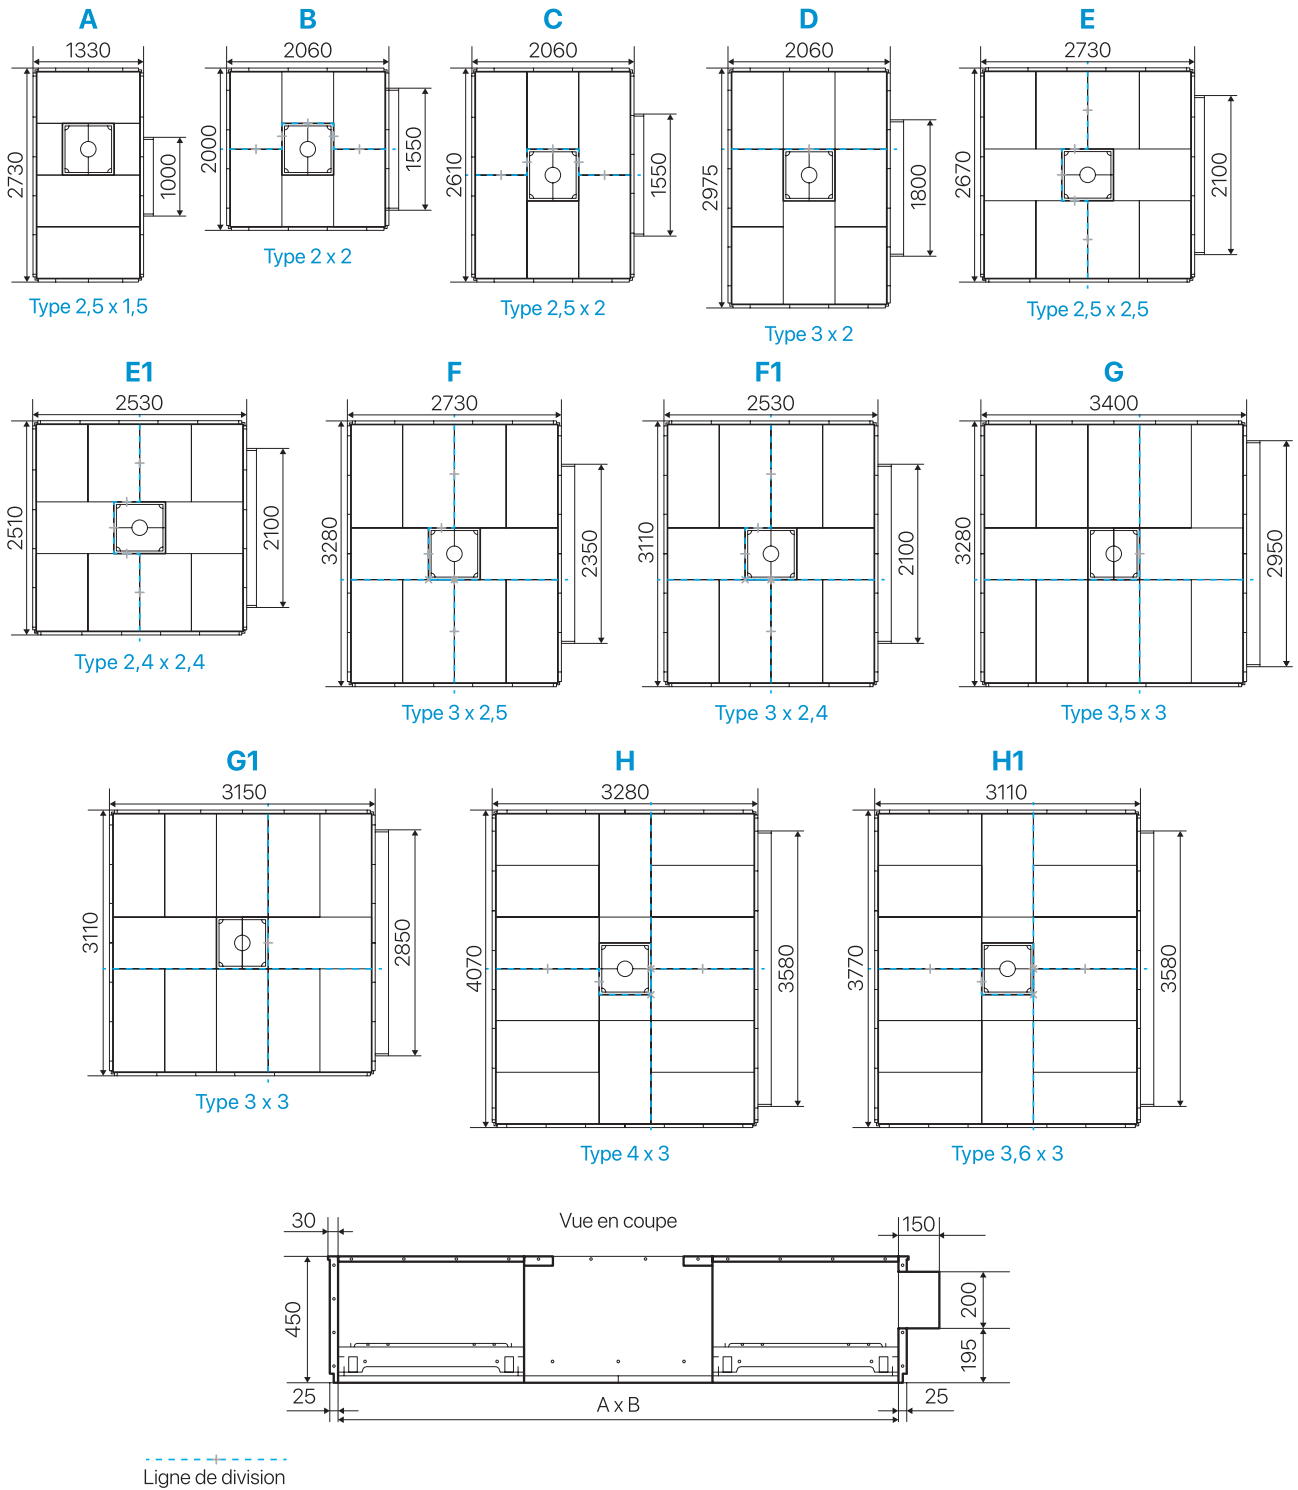 A
B
C
D
E
1330
2060
2060
2060
2730
2730
1000
2000
1550
2610
1550
2975
1800
2670
2100
Type 2,5 x 1,5
Type 2 x 2
Type 2,5 x 2
Type 3 x 2
Type 2,5 x 2,5
E1
F
F1
G
2530
2730
2530
3400
2510
2100
3280
2350
3110
2100
3280
2950
Type 2,4 x 2,4
Type 3 x 2,5
Type 3 x 2,4
Type 3,5 x 3
G1
H
H1
3150
3280
3110
3110
2850
4070
3580
3770
3580
Type 3 x 3
Type 4 x 3
Type 3,6 x 3
30
Vue en coupe
150
450
200
195
25
A x B
25
Ligne de division